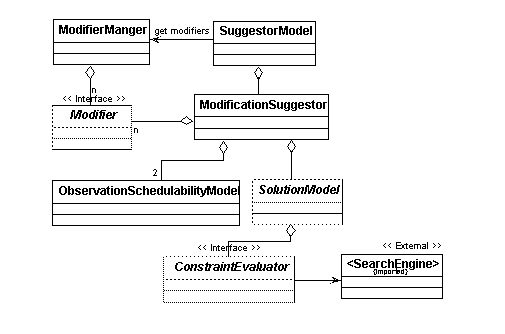 ModifierManger
get modifiers
SuggestorModel
n
<< Interface >>
Modifier
n
ModificationSuggestor
2
ObservationSchedulabilityModel
SolutionModel
<< Interface >>
ConstraintEvaluator
<< External >>
<SearchEngine>
{imported}